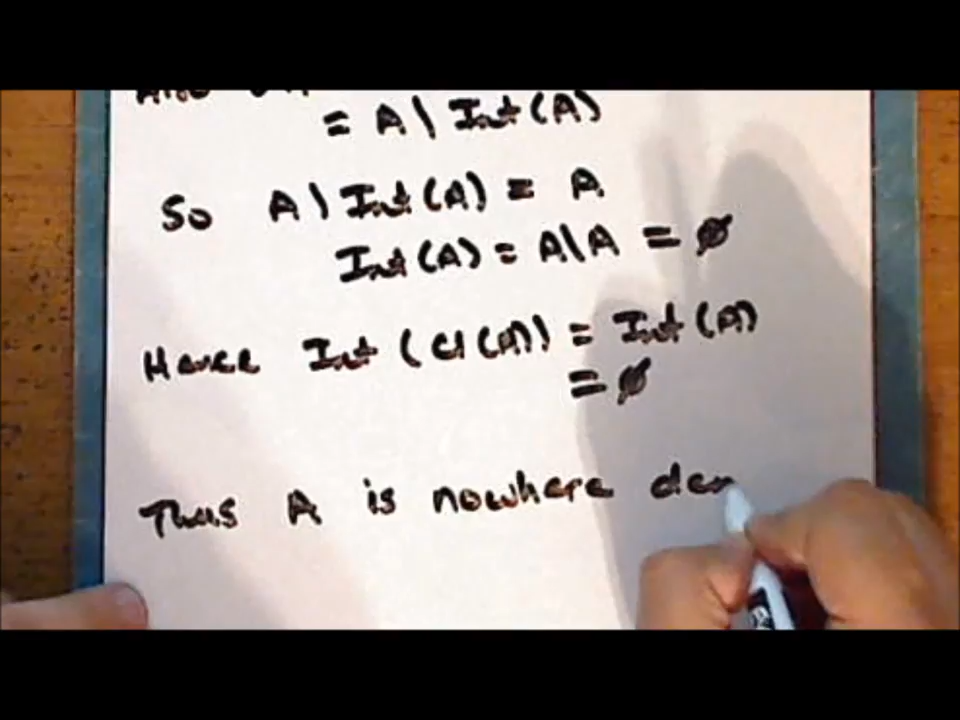 = A \ Int(A)
So A \ Int(A) = A
Int(A) = A\A = ∅
Hence Int (cl(A)) = Int(A)
= ∅
Thus A is nowhere den